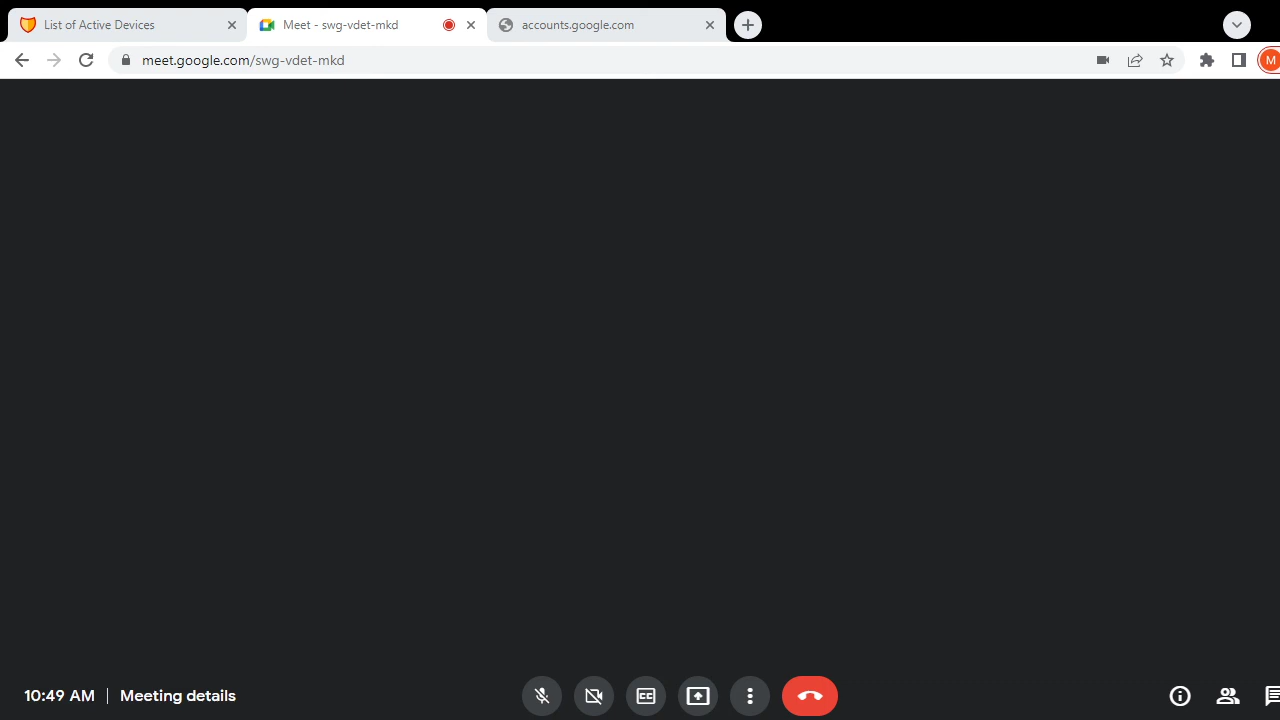 List of Active Devices
Meet - swg-vdet-mkd
accounts.google.com
meet.google.com/swg-vdet-mkd
M
10:49 AM
Meeting details
CC